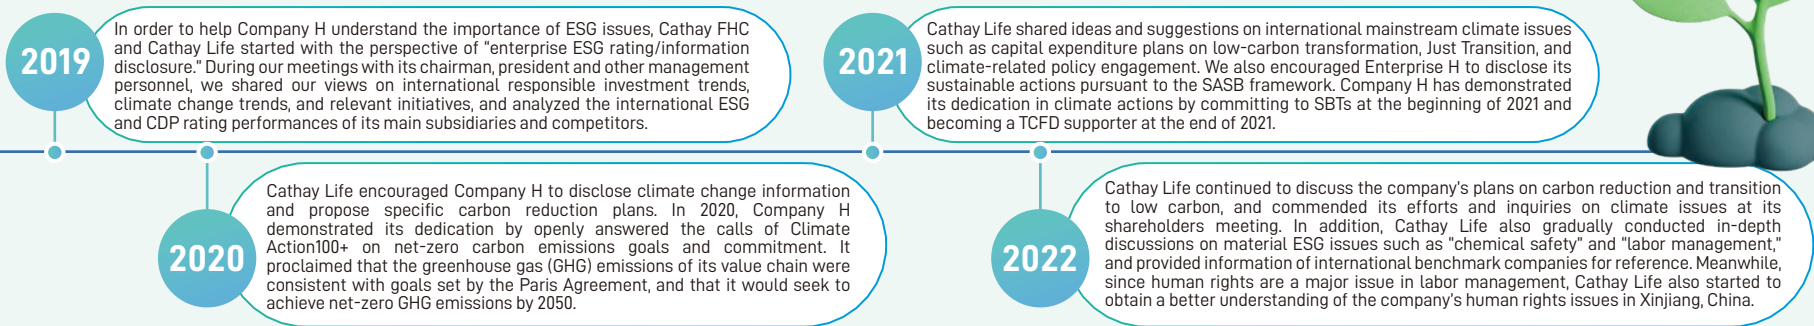 2019
In order to help Company H understand the importance of ESG issues, Cathay FHC
and Cathay Life started with the perspective of “enterprise ESG rating/information
disclosure.” During our meetings with its chairman, president and other management
personnel, we shared our views on international responsible investment trends,
climate change trends, and relevant initiatives, and analyzed the international ESG
and CDP rating performances of its main subsidiaries and competitors.
2020
Cathay Life encouraged Company H to disclose climate change information
and propose specific carbon reduction plans. In 2020, Company H
demonstrated its dedication by openly answered the calls of Climate
Action100+ on net-zero carbon emissions goals and commitment. It
proclaimed that the greenhouse gas (GHG) emissions of its value chain were
consistent with goals set by the Paris Agreement, and that it would seek to
achieve net-zero GHG emissions by 2050.
2021
Cathay Life shared ideas and suggestions on international mainstream climate issues
such as capital expenditure plans on low-carbon transformation, Just Transition, and
climate-related policy engagement. We also encouraged Enterprise H to disclose its
sustainable actions pursuant to the SASB framework. Company H has demonstrated
its dedication in climate actions by committing to SBTs at the beginning of 2021 and
becoming a TCFD supporter at the end of 2021.
2022
Cathay Life continued to discuss the company's plans on carbon reduction and transition
to low carbon, and commended its efforts and inquiries on climate issues at its
shareholders meeting. In addition, Cathay Life also gradually conducted in-depth
discussions on material ESG issues such as "chemical safety" and "labor management,"
and provided information of international benchmark companies for reference. Meanwhile,
since human rights are a major issue in labor management, Cathay Life also started to
obtain a better understanding of the company's human rights issues in Xinjiang, China.